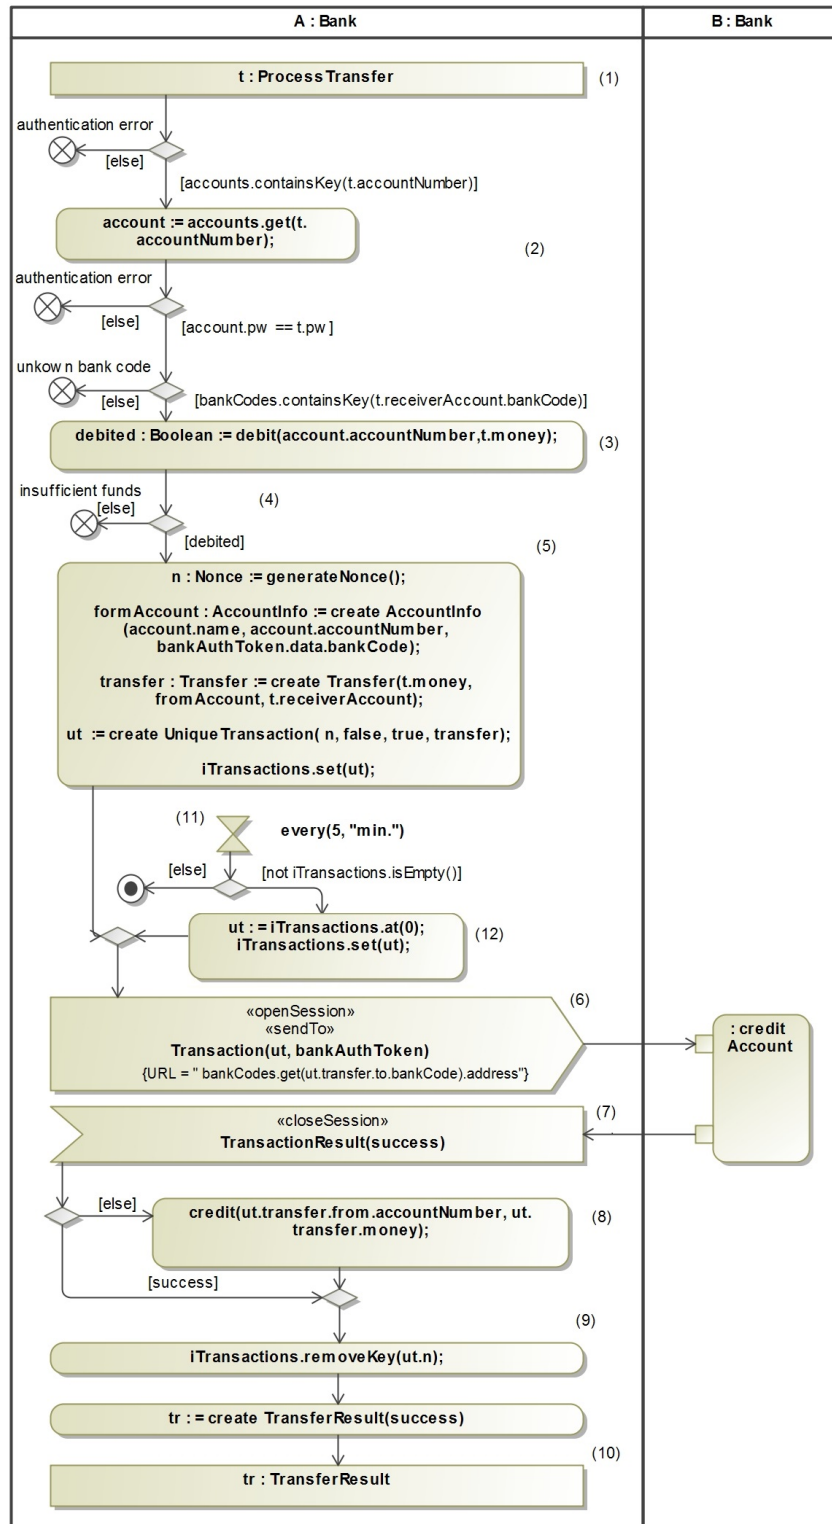 A : Bank
B : Bank
t : ProcessTransfer
(1)
authentication error
[else]
[accounts.containsKey(t.accountNumber)]
account := accounts.get(t.
accountNumber);
(2)
authentication error
[else]
[account.pw == t.pw ]
unkow n bank code
[else]
[bankCodes.containsKey(t.receiverAccount.bankCode)]
debited : Boolean := debit(account.accountNumber,t.money);
(3)
insufficient funds
[else]
(4)
[debited]
(5)
n : Nonce := generateNonce();
formAccount : AccountInfo := create AccountInfo
(account.name, account.accountNumber,
bankAuthToken.data.bankCode);
transfer : Transfer := create Transfer(t.money,
fromAccount, t.receiverAccount);
ut := create UniqueTransaction( n, false, true, transfer);
iTransactions.set(ut);
(11)
every(5, "min.")
[else]
[not iTransactions.isEmpty()]
ut : = iTransactions.at(0);
iTransactions.set(ut);
(12)
(6)
«openSession»
«sendTo»
Transaction(ut, bankAuthToken)
{URL = " bankCodes.get(ut.transfer.to.bankCode).address"}
: credit
Account
(7)
«closeSession»
TransactionResult(success)
[else]
credit(ut.transfer.from.accountNumber, ut.
transfer.money);
(8)
[success]
(9)
iTransactions.removeKey(ut.n);
tr : = create TransferResult(success)
(10)
tr : TransferResult